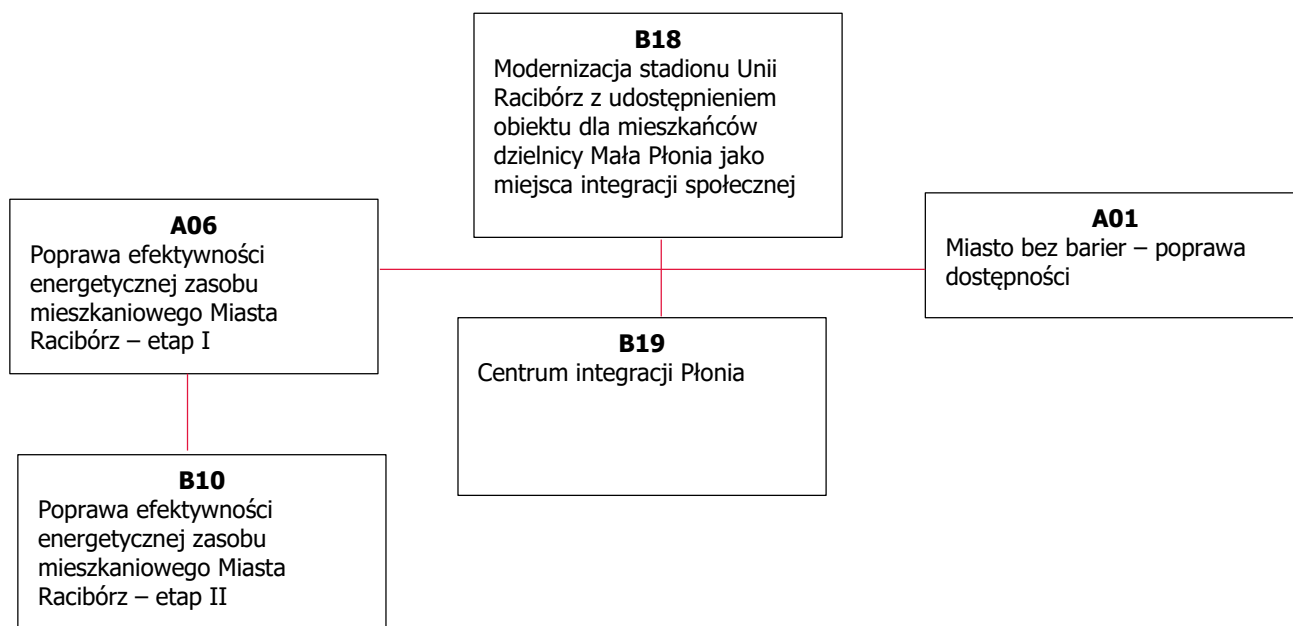 B18
Modernizacja stadionu Unii
Racibórz z udostępnieniem
obiektu dla mieszkańców
dzielnicy Mała Płonia jako
miejsca integracji społecznej
A06
Poprawa efektywności
energetycznej zasobu
mieszkaniowego Miasta
Racibórz – etap I
A01
Miasto bez barier – poprawa
dostępności
B19
Centrum integracji Płonia
B10
Poprawa efektywności
energetycznej zasobu
mieszkaniowego Miasta
Racibórz – etap II